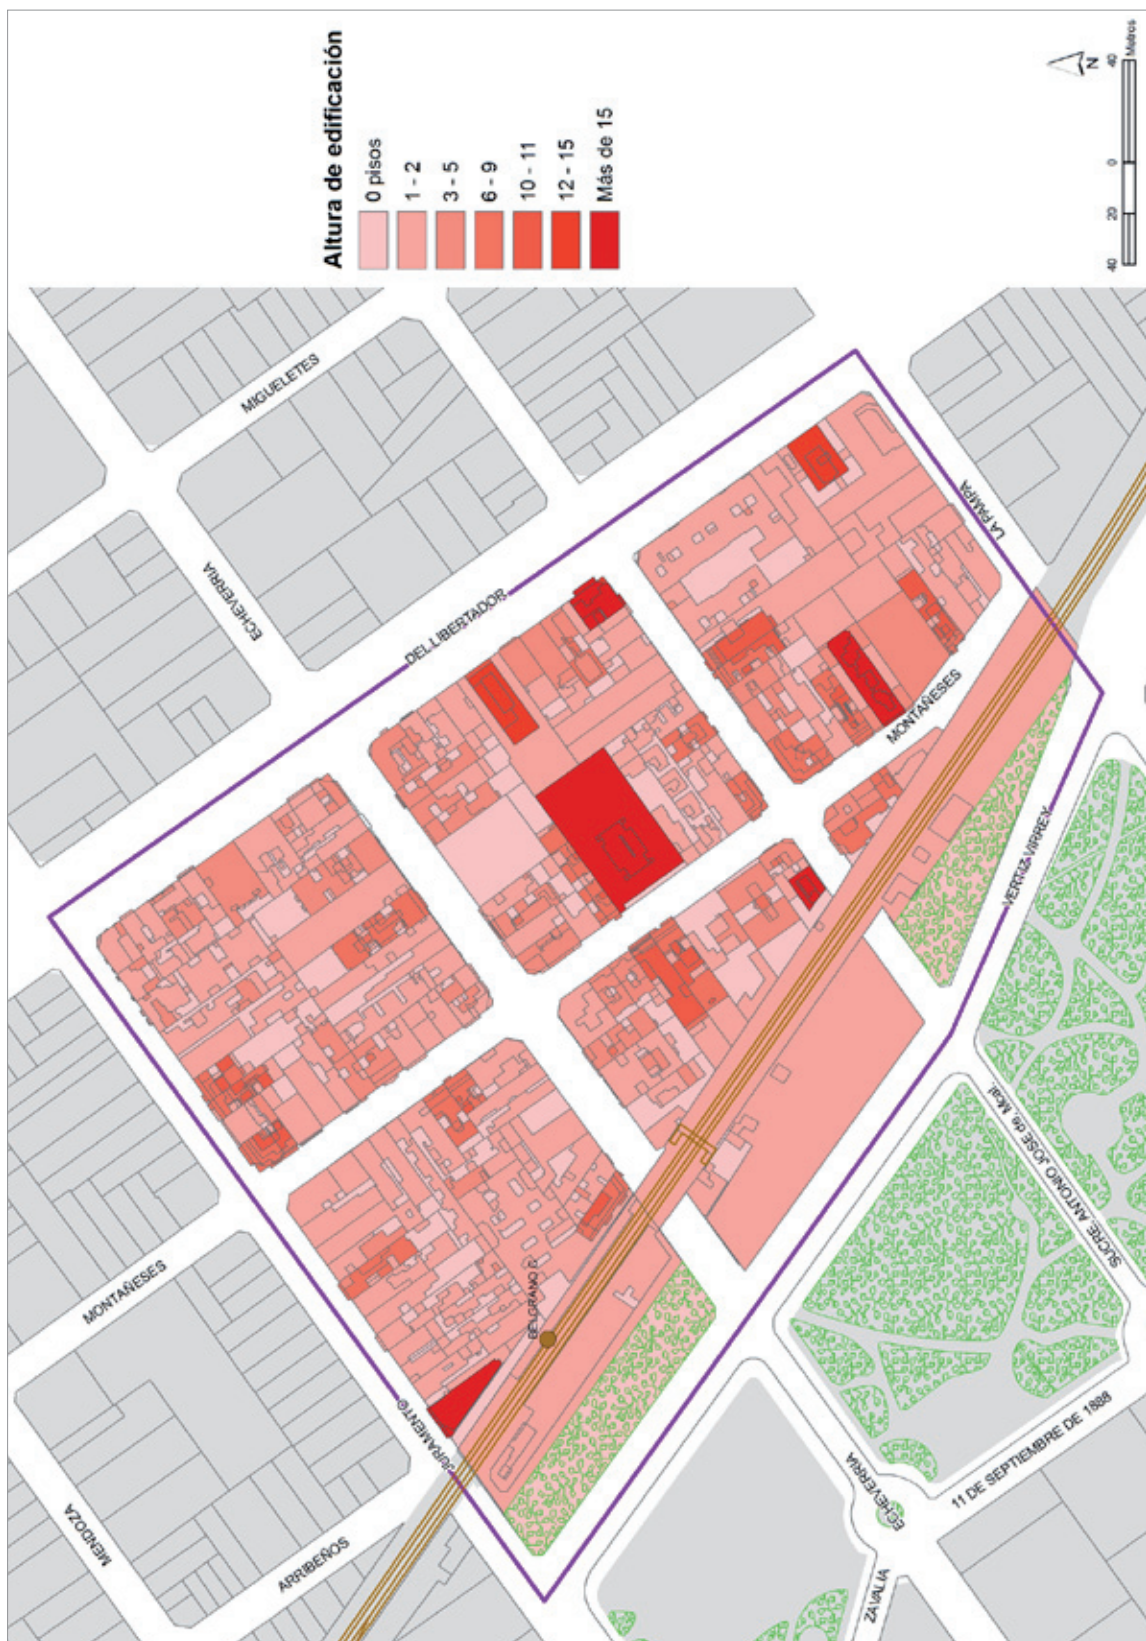 Altura de edificación
0 pisos
1 - 2
3 - 5
6 - 9
10 - 11
12 - 15
Más de 15
N
40
20
0
40
Metros
MIGUELETES
ECHEVERRIA
DEL LIBERTADOR
LA PAMPA
MONTAÑESES
VERTIZ VIRREY
MONTAÑESES
BELGRANO C
JURAMENTO
MENDOZA
ARRIBEÑOS
SUCRE, ANTONIO JOSE de, Mcal.
ECHEVERRIA
11 DE SEPTIEMBRE DE 1888
ZAVALIA